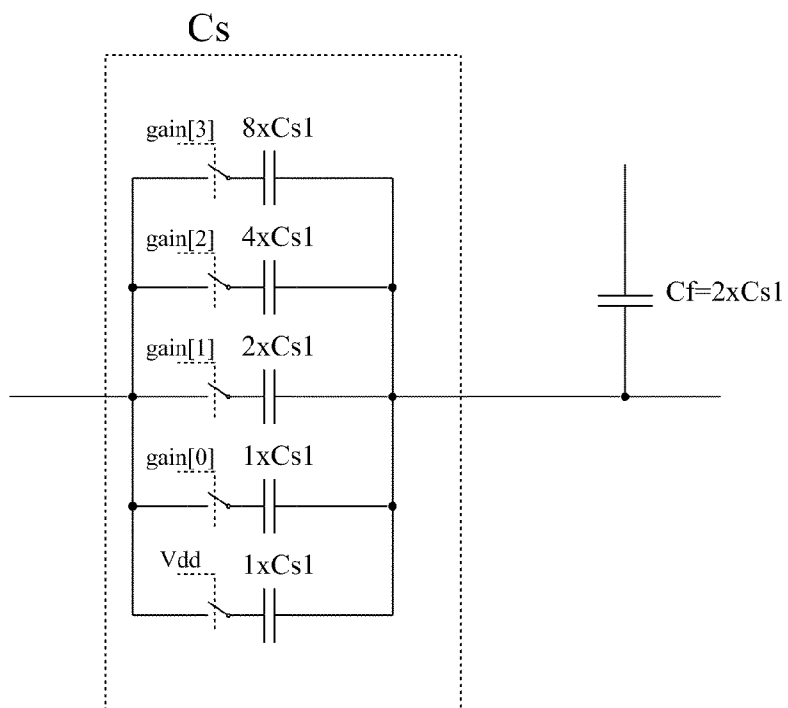 Cs
gain[3] 8xCs1
gain[2] 4xCs1
gain[1] 2xCs1
Cf=2xCs1
gain[0] 1xCs1
Vdd 1xCs1